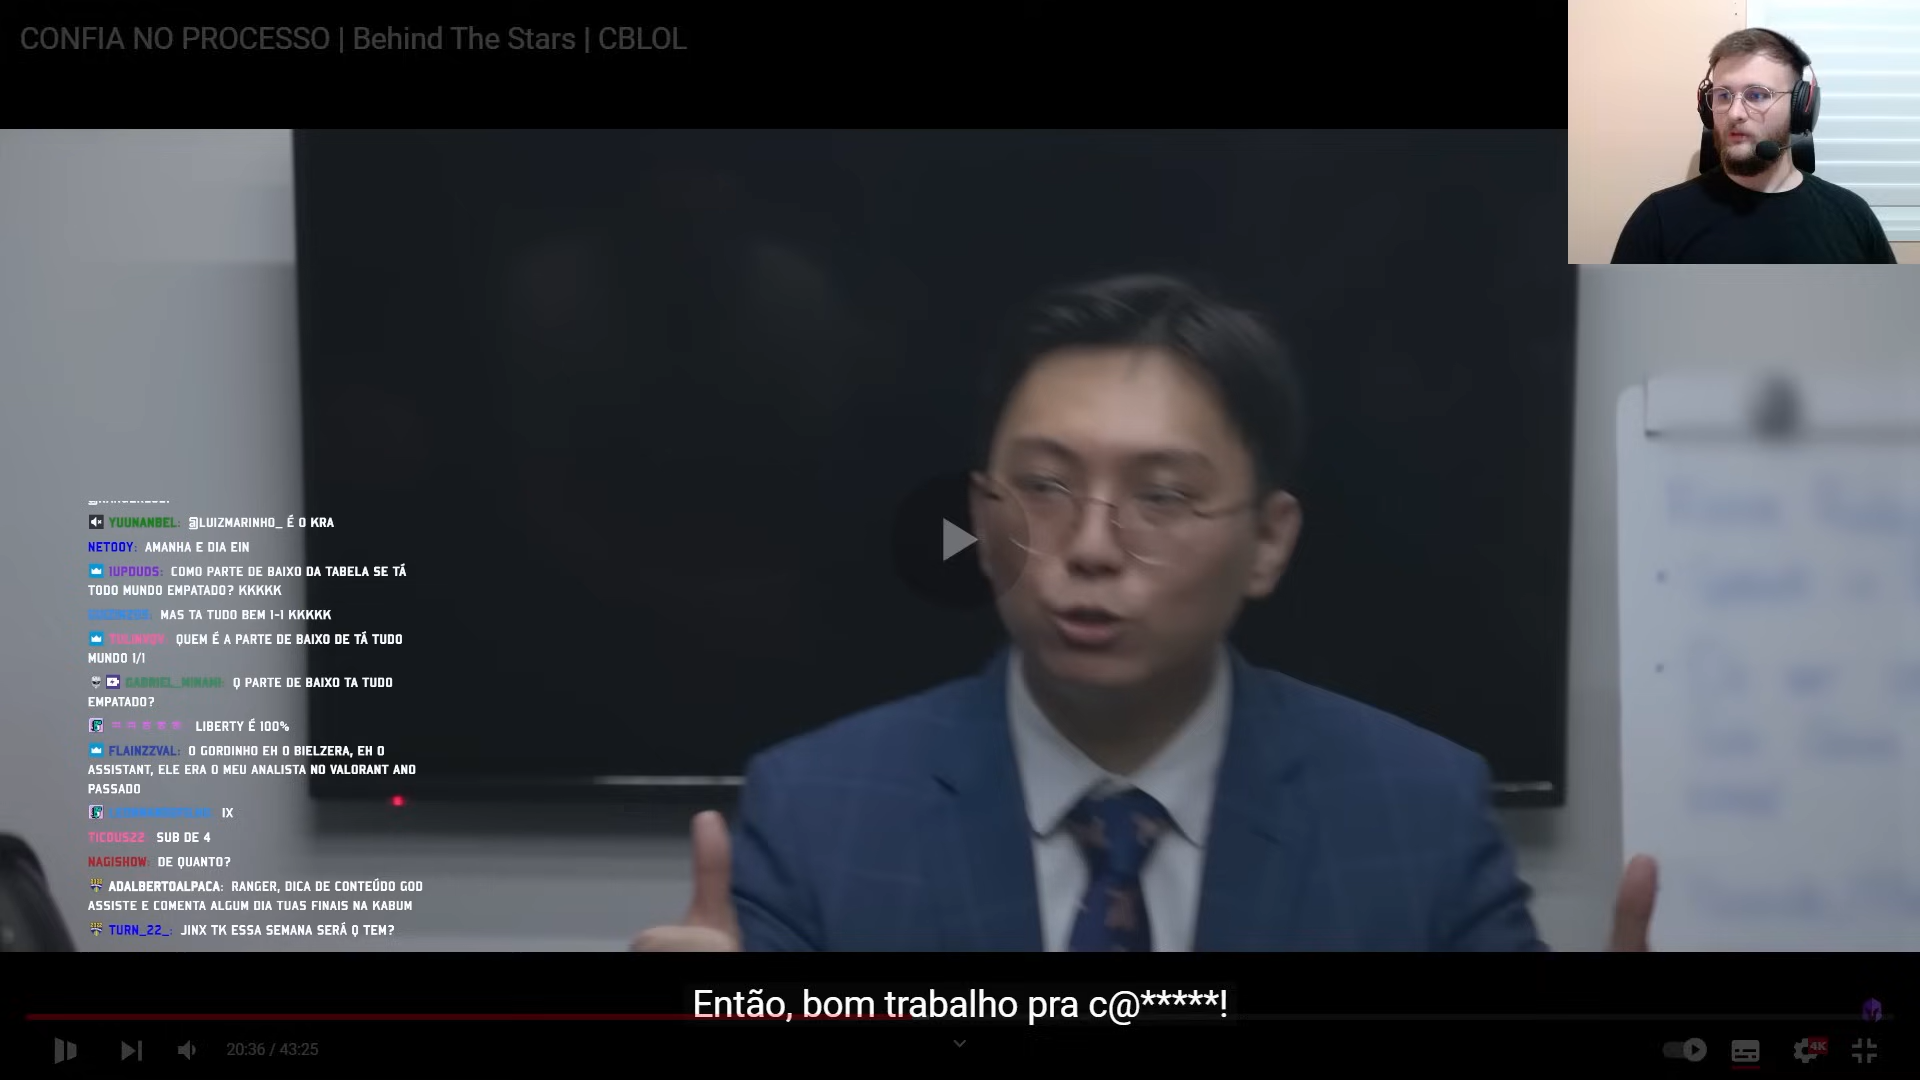 CONFIA NO PROCESSO | Behind The Stars | CBLOL
YUUNANBEL: @LUIZMARINHO_ É O KRA
NETOOY: AMANHA E DIA EIN
1UPDUDS: COMO PARTE DE BAIXO DA TABELA SE TÁ
TODO MUNDO EMPATADO? KKKKK
MAS TA TUDO BEM 1-1 KKKKK
QUEM É A PARTE DE BAIXO DE TÁ TUDO
MUNDO 1/1
GABRIEL_MINAMI: Q PARTE DE BAIXO TA TUDO
EMPATADO?
LIBERTY É 100%
FLAINZZVAL: O GORDINHO EH O BIELZERA, EH O
ASSISTANT, ELE ERA O MEU ANALISTA NO VALORANT ANO
PASSADO
IX
TICOUS22: SUB DE 4
NAGISHOW: DE QUANTO?
ADALBERTOALPACA: RANGER, DICA DE CONTEÚDO GOD
ASSISTE E COMENTA ALGUM DIA TUAS FINAIS NA KABUM
TURN_22_: JINX TK ESSA SEMANA SERÁ Q TEM?
Então, bom trabalho pra c@*****!
20:36 / 43:25
4K